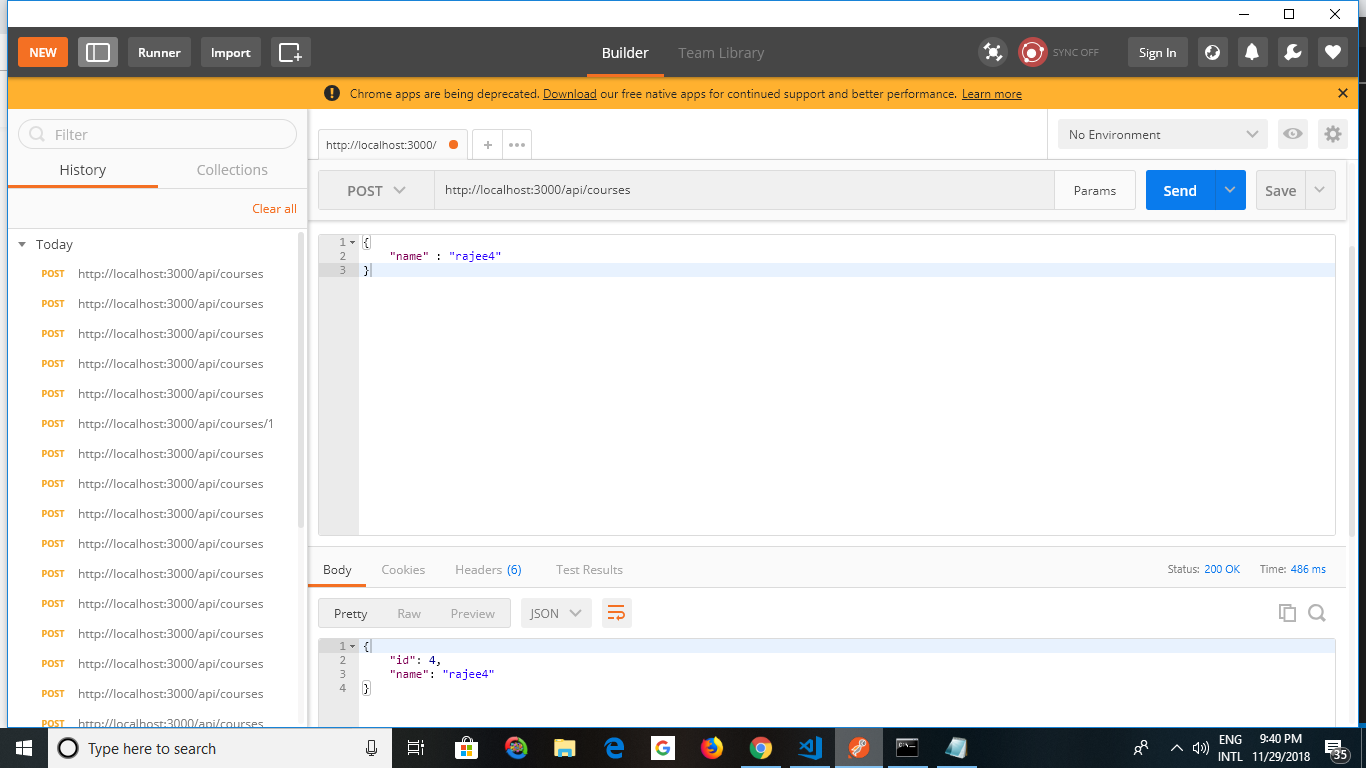 NEW Runner Import Builder Team Library SYNC OFF Sign In
! Chrome apps are being deprecated. Download our free native apps for continued support and better performance. Learn more
Filter
History Collections
Clear all
Today
POST http://localhost:3000/api/courses
POST http://localhost:3000/api/courses
POST http://localhost:3000/api/courses
POST http://localhost:3000/api/courses
POST http://localhost:3000/api/courses
POST http://localhost:3000/api/courses/1
POST http://localhost:3000/api/courses
POST http://localhost:3000/api/courses
POST http://localhost:3000/api/courses
POST http://localhost:3000/api/courses
POST http://localhost:3000/api/courses
POST http://localhost:3000/api/courses
POST http://localhost:3000/api/courses
POST http://localhost:3000/api/courses
POST http://localhost:3000/api/courses
POST http://localhost:3000/api/courses
http://localhost:3000/ + •••
No Environment
POST http://localhost:3000/api/courses Params Send Save
1 {
2 "name" : "rajee4"
3 }
Body Cookies Headers (6) Test Results Status: 200 OK Time: 486 ms
Pretty Raw Preview JSON
1 {
2 "id": 4,
3 "name": "rajee4"
4 }
Type here to search
ENG
INTL
9:40 PM
11/29/2018
35